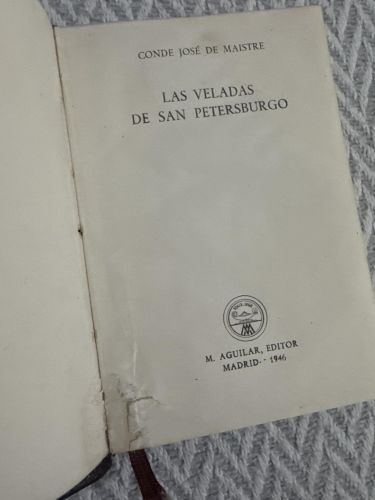 CONDE JOSÉ DE MAISTRE
LAS VELADAS
DE SAN PETERSBURGO
M. AGUILAR, EDITOR
MADRID - 1946